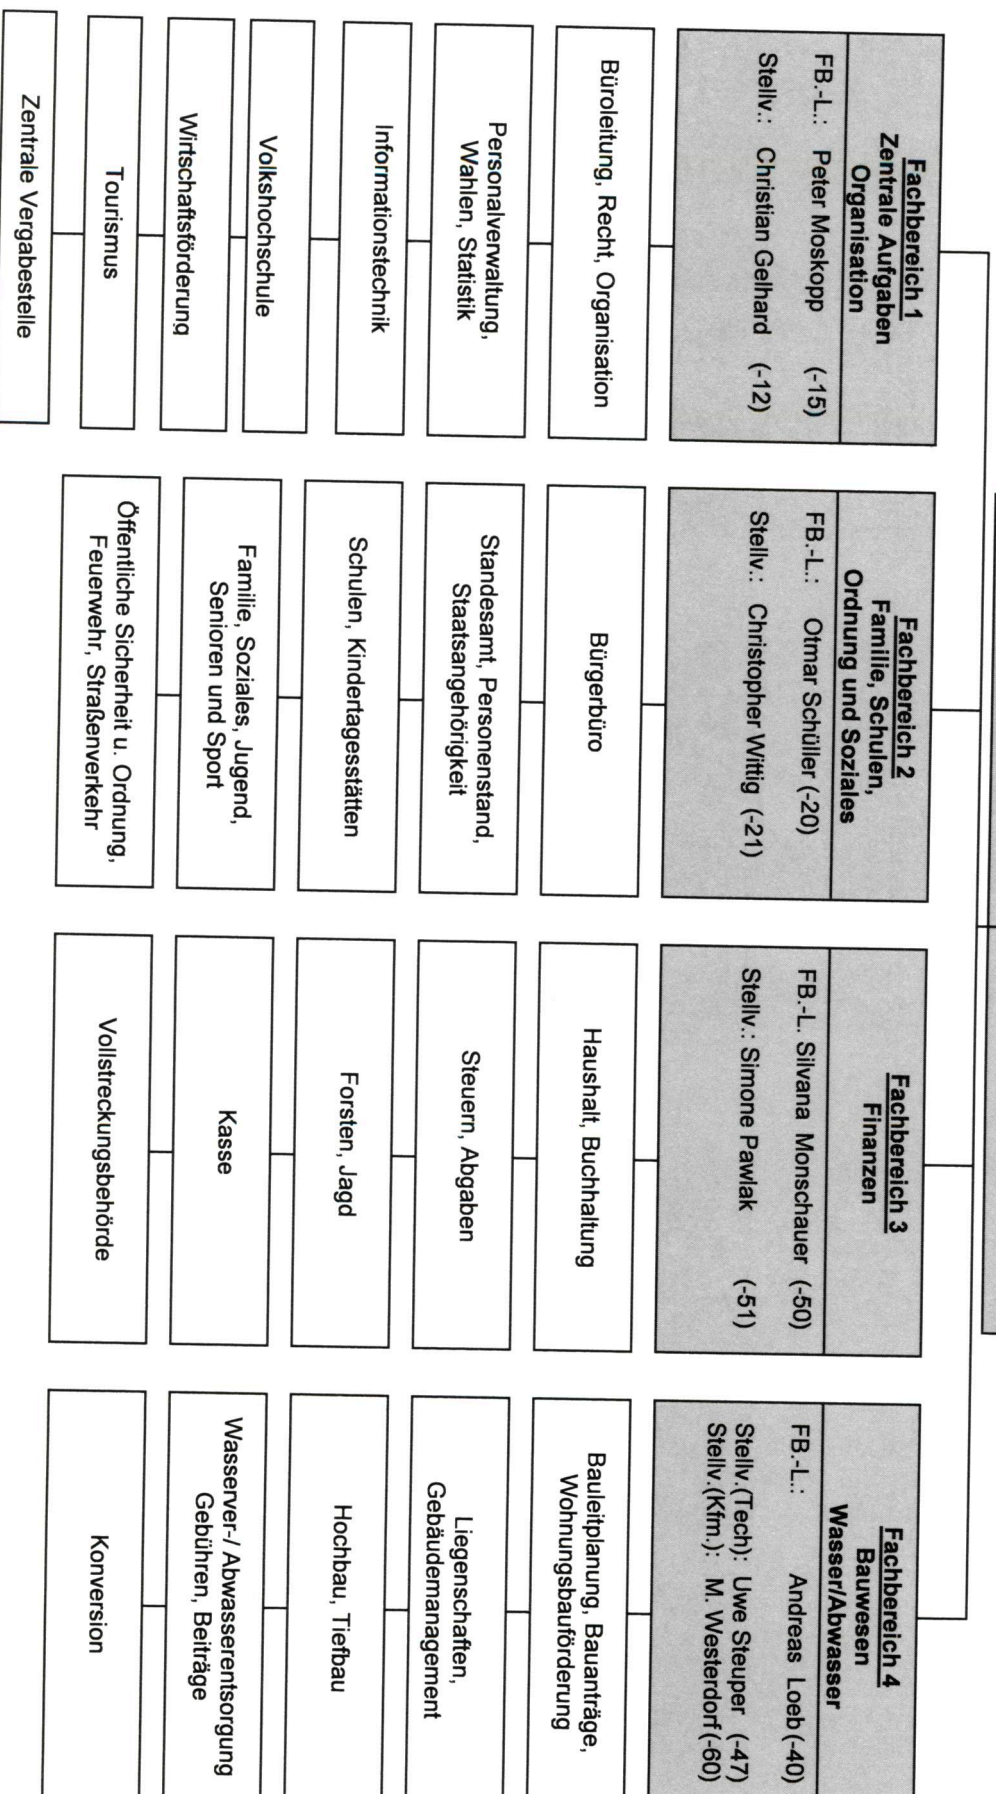 Fachbereich 1
Zentrale Aufgaben
Organisation
FB.-L.: Peter Moskopp (-15)
Stellv.: Christian Gelhard (-12)
Büroleitung, Recht, Organisation
Personalverwaltung,
Wahlen, Statistik
Informationstechnik
Volkshochschule
Wirtschaftsförderung
Tourismus
Zentrale Vergabestelle
Fachbereich 2
Familie, Schulen,
Ordnung und Soziales
FB.-L.: Otmar Schüller (-20)
Stellv.: Christopher Wittig (-21)
Bürgerbüro
Standesamt, Personenstand,
Staatsangehörigkeit
Schulen, Kindertagesstätten
Familie, Soziales, Jugend,
Senioren und Sport
Öffentliche Sicherheit u. Ordnung,
Feuerwehr, Straßenverkehr
Fachbereich 3
Finanzen
FB.-L. Silvana Monschauer (-50)
Stellv.: Simone Pawlak (-51)
Haushalt, Buchhaltung
Steuern, Abgaben
Forsten, Jagd
Kasse
Vollstreckungsbehörde
Fachbereich 4
Bauwesen
Wasser/Abwasser
FB.-L.: Andreas Loeb (-40)
Stellv.(Tech): Uwe Steuper (-47)
Stellv.(Kfm.): M. Westerdorf (-60)
Bauleitplanung, Bauanträge,
Wohnungsbauförderung
Liegenschaften,
Gebäudemanagement
Hochbau, Tiefbau
Wasserver-/ Abwasserentsorgung
Gebühren, Beiträge
Konversion